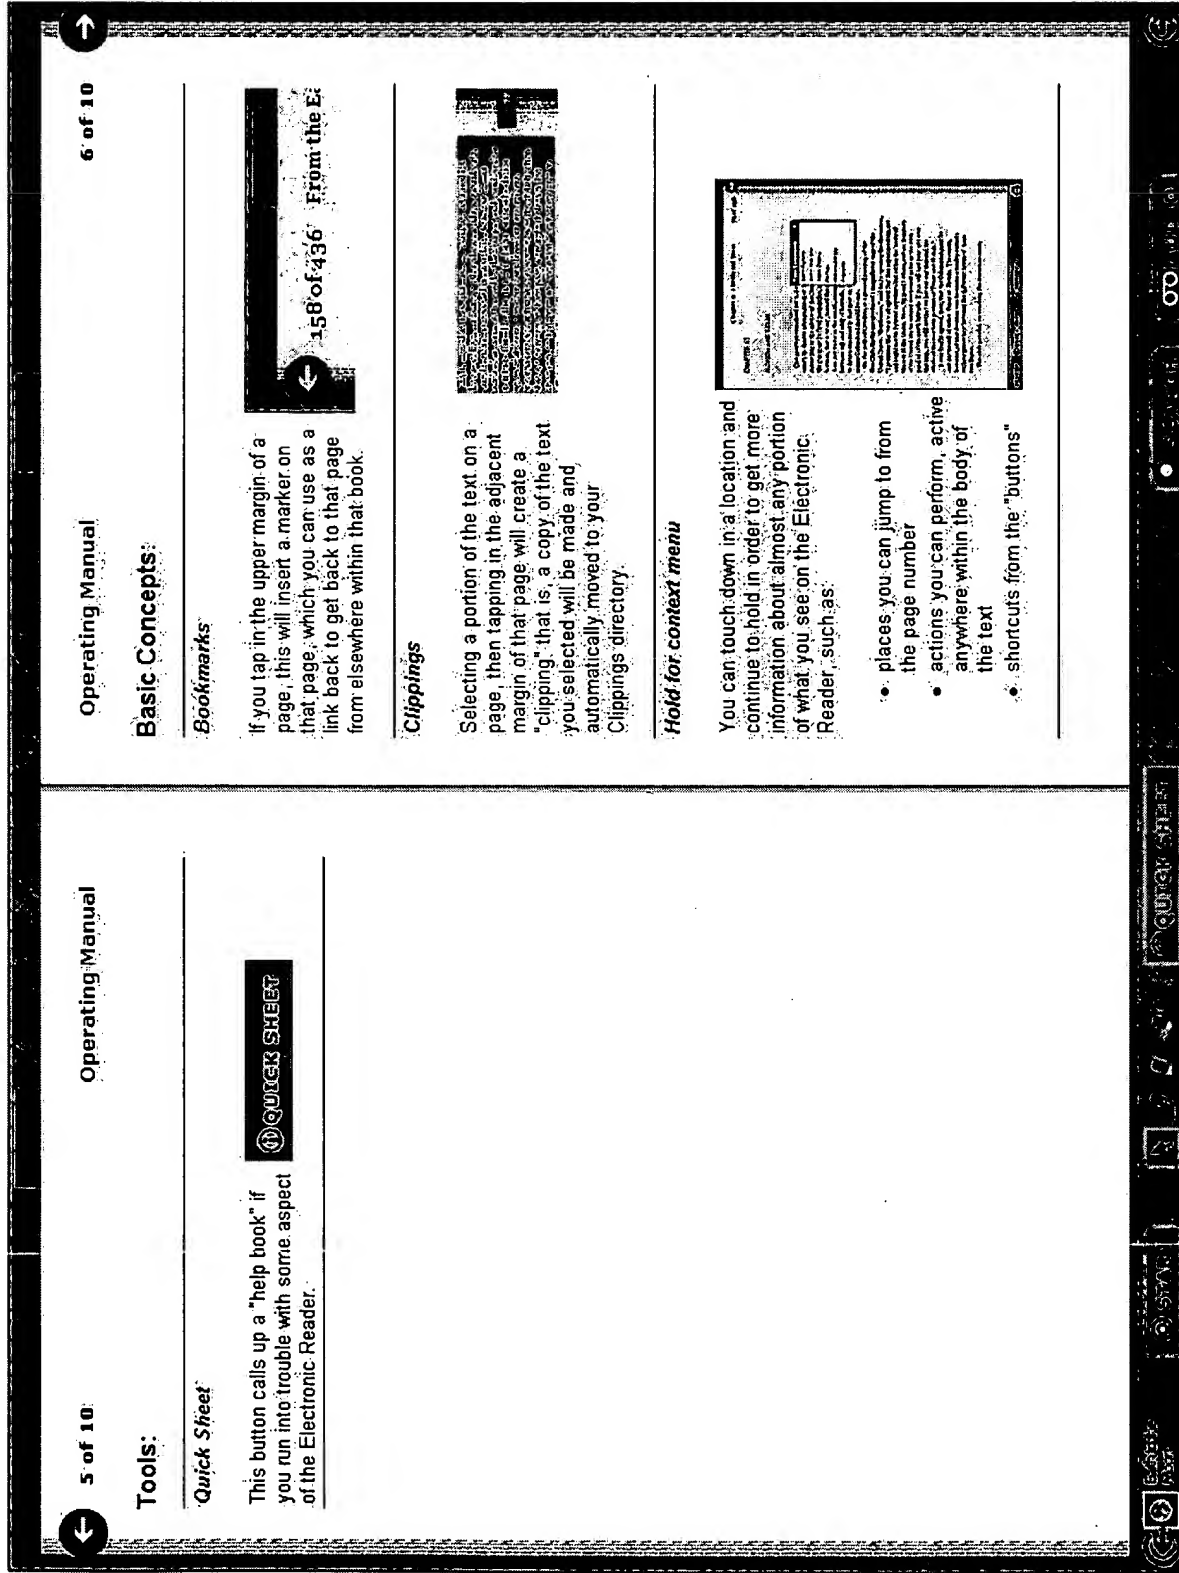 5 of 10
Operating Manual
Tools:
Quick Sheet
This button calls up a "help book" if
you run into trouble with some aspect
of the Electronic Reader.
QUICK SHEET
Operating Manual
6 of 10
Basic Concepts:
Bookmarks
If you tap in the upper margin of a
page, this will insert a marker on
that page, which you can use as a
link back to get back to that page
from elsewhere within that book.
158 of 436 From the Ea
Clippings
Selecting a portion of the text on a
page, then tapping in the adjacent
margin of that page will create a
"clipping" that is, a copy of the text
you selected will be made and
automatically moved to your
Clippings directory.
Hold for context menu
You can touch down in a location and
continue to hold in order to get more
information about almost any portion
of what you see on the Electronic
Reader, such as:
• places you can jump to from
the page number
• actions you can perform, active
anywhere within the body of
the text
• shortcuts from the "buttons"
QUICK SHEET